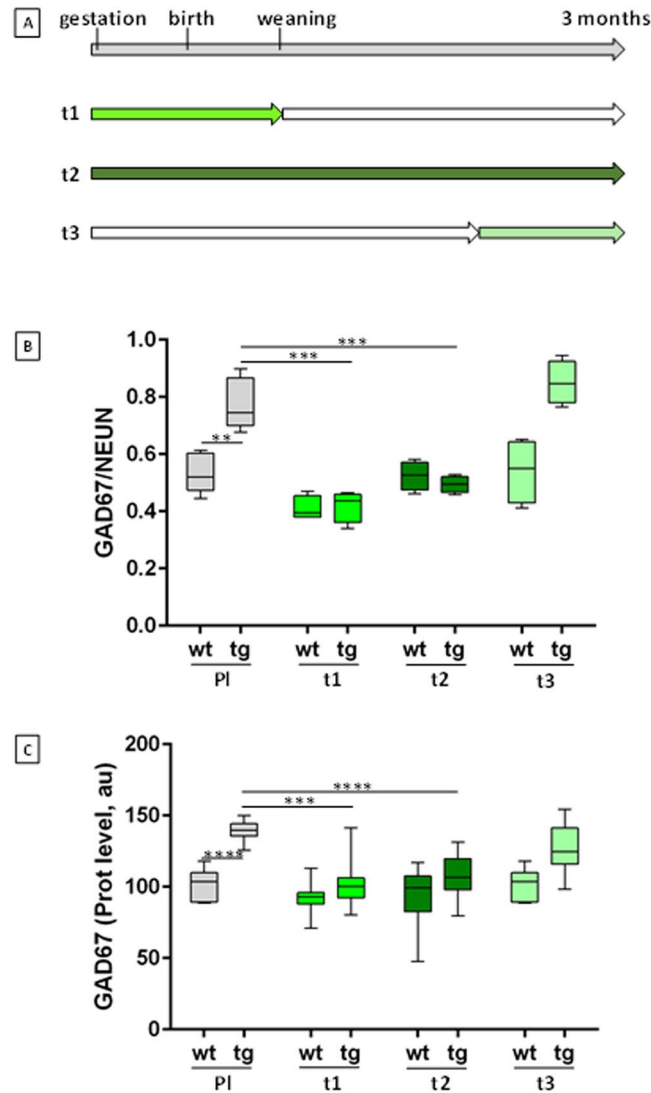 A
gestation birth weaning 3 months
t1
t2
t3
B
GAD67/NEUN
1.0
0.8
0.6
0.4
0.2
0.0
***
***
**
wt tg wt tg wt tg wt tg
Pl t1 t2 t3
C
GAD67 (Prot level, au)
200
150
100
50
0
****
***
****
wt tg wt tg wt tg wt tg
Pl t1 t2 t3